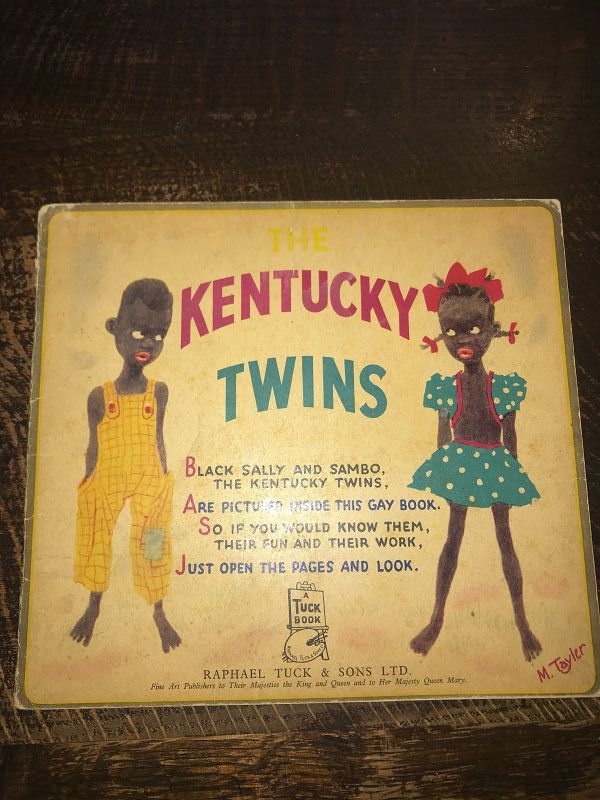 THE
KENTUCKY
TWINS
BLACK SALLY AND SAMBO,
THE KENTUCKY TWINS,
ARE PICTURED INSIDE THIS GAY BOOK.
SO IF YOU WOULD KNOW THEM,
THEIR FUN AND THEIR WORK,
JUST OPEN THE PAGES AND LOOK.
A
TUCK
BOOK
RAPHAEL TUCK & SONS LTD.
Fine Art Publishers to Their Majesties the King and Queen and to Her Majesty Queen Mary.
M. Tayler